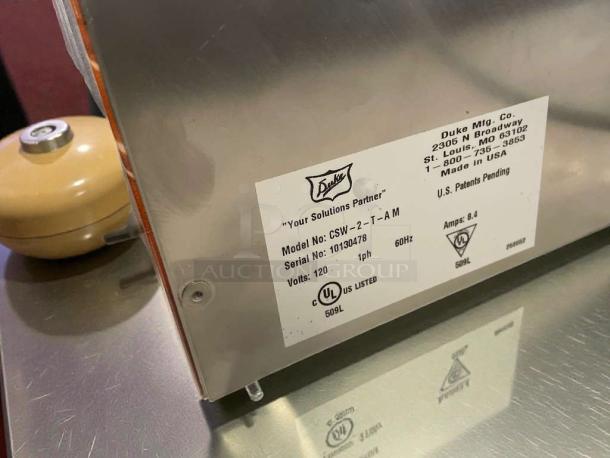 Duke
"Your Solutions Partner"
Model No: CSW-2-T-A M
Serial No: 10130478
Volts: 120 1ph 60Hz
C UL US LISTED
509L
Duke Mfg. Co.
2305 N Broadway
St. Louis, MO 63102
1-800-735-3853
Made in USA
U.S. Patents Pending
Amps: 8.4
UL
509L
AUCTION GROUP